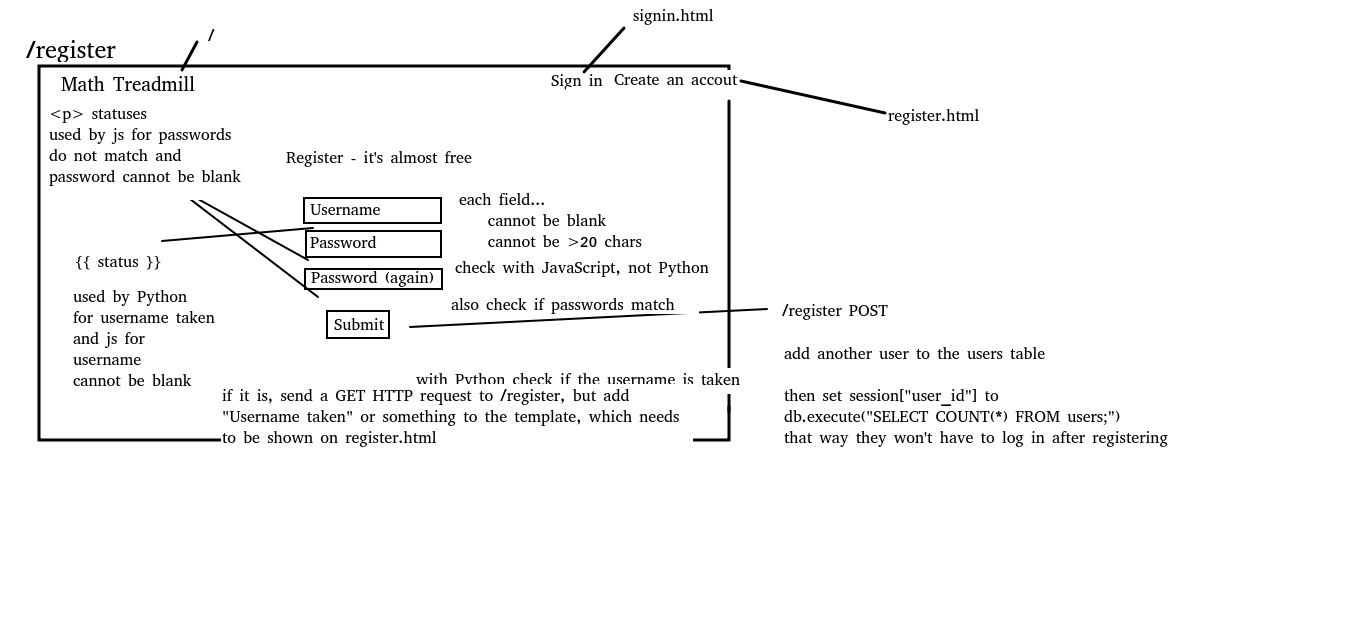 signin.html
/
/register
Math Treadmill
Sign in Create an accout
<p> statuses
used by js for passwords
do not match and
password cannot be blank
register.html
Register - it's almost free
Username
each field...
cannot be blank
cannot be >20 chars
Password
Password (again)
check with JavaScript, not Python
{{ status }}
used by Python
for username taken
and js for
username
cannot be blank
also check if passwords match
Submit
/register POST
add another user to the users table
with Python check if the username is taken
if it is, send a GET HTTP request to /register, but add
"Username taken" or something to the template, which needs
to be shown on register.html
then set session["user_id"] to
db.execute("SELECT COUNT(*) FROM users;")
that way they won't have to log in after registering